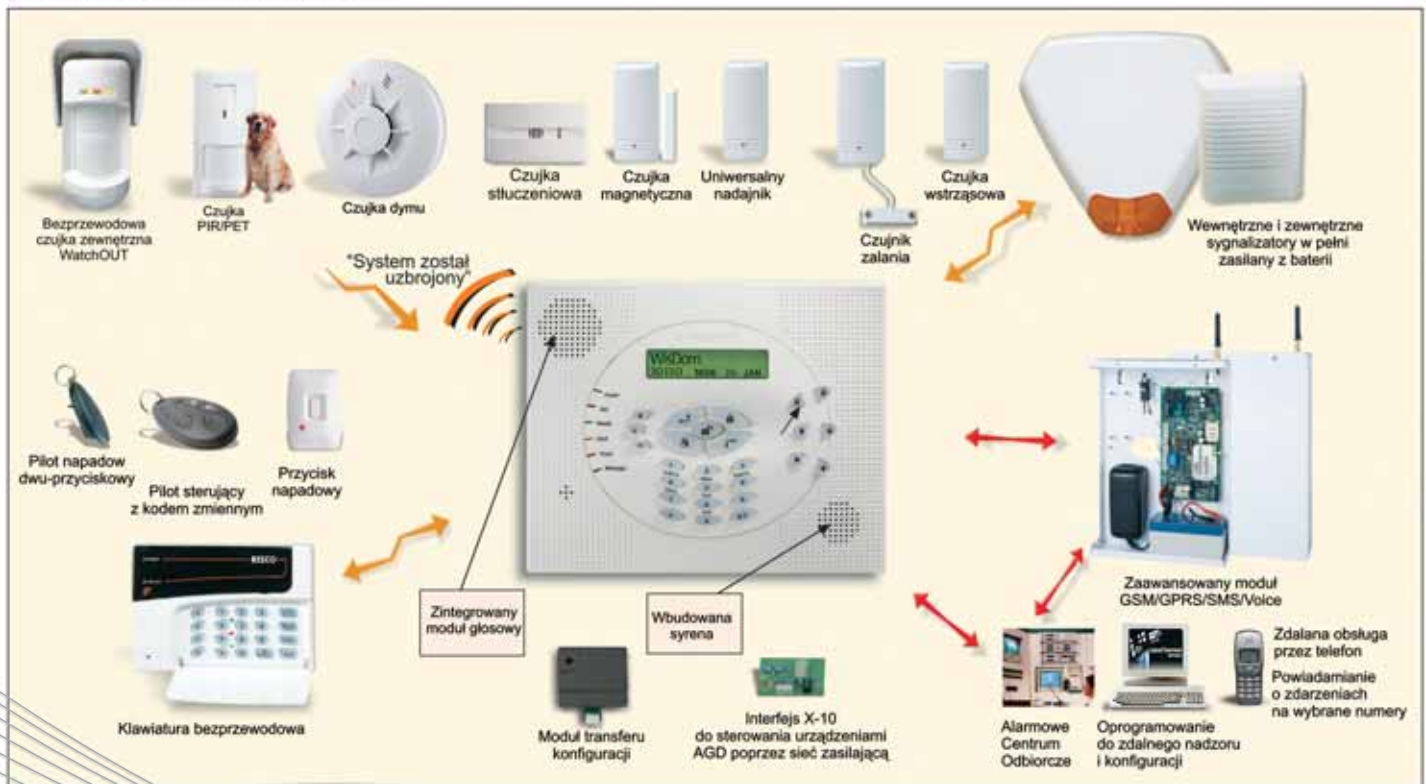 Bezprzewodowa
czujka zewnętrzna
WatchOUT
Czujka
PIR/PET
Czujka dymu
Czujka
stłuczeniowa
Czujka
magnetyczna
Uniwersalny
nadajnik
Czujnik
zalania
Czujka
wstrząsowa
Wewnętrzne i zewnętrzne
sygnalizatory w pełni
zasilany z baterii
"System został
uzbrojony"
WisDom
Pilot napadow
dwu-przyciskowy
Pilot sterujący
z kodem zmiennym
Przycisk
napadowy
RISCO
Klawiatura bezprzewodowa
Zintegrowany
moduł głosowy
Wbudowana
syrena
Moduł transferu
konfiguracji
Interfejs X-10
do sterowania urządzeniami
AGD poprzez sieć zasilającą
Zaawansowany moduł
GSM/GPRS/SMS/Voice
Alarmowe
Centrum
Odbiorcze
Oprogramowanie
do zdalnego nadzoru
i konfiguracji
Zdalana obsługa
przez telefon
Powiadamianie
o zdarzeniach
na wybrane numery